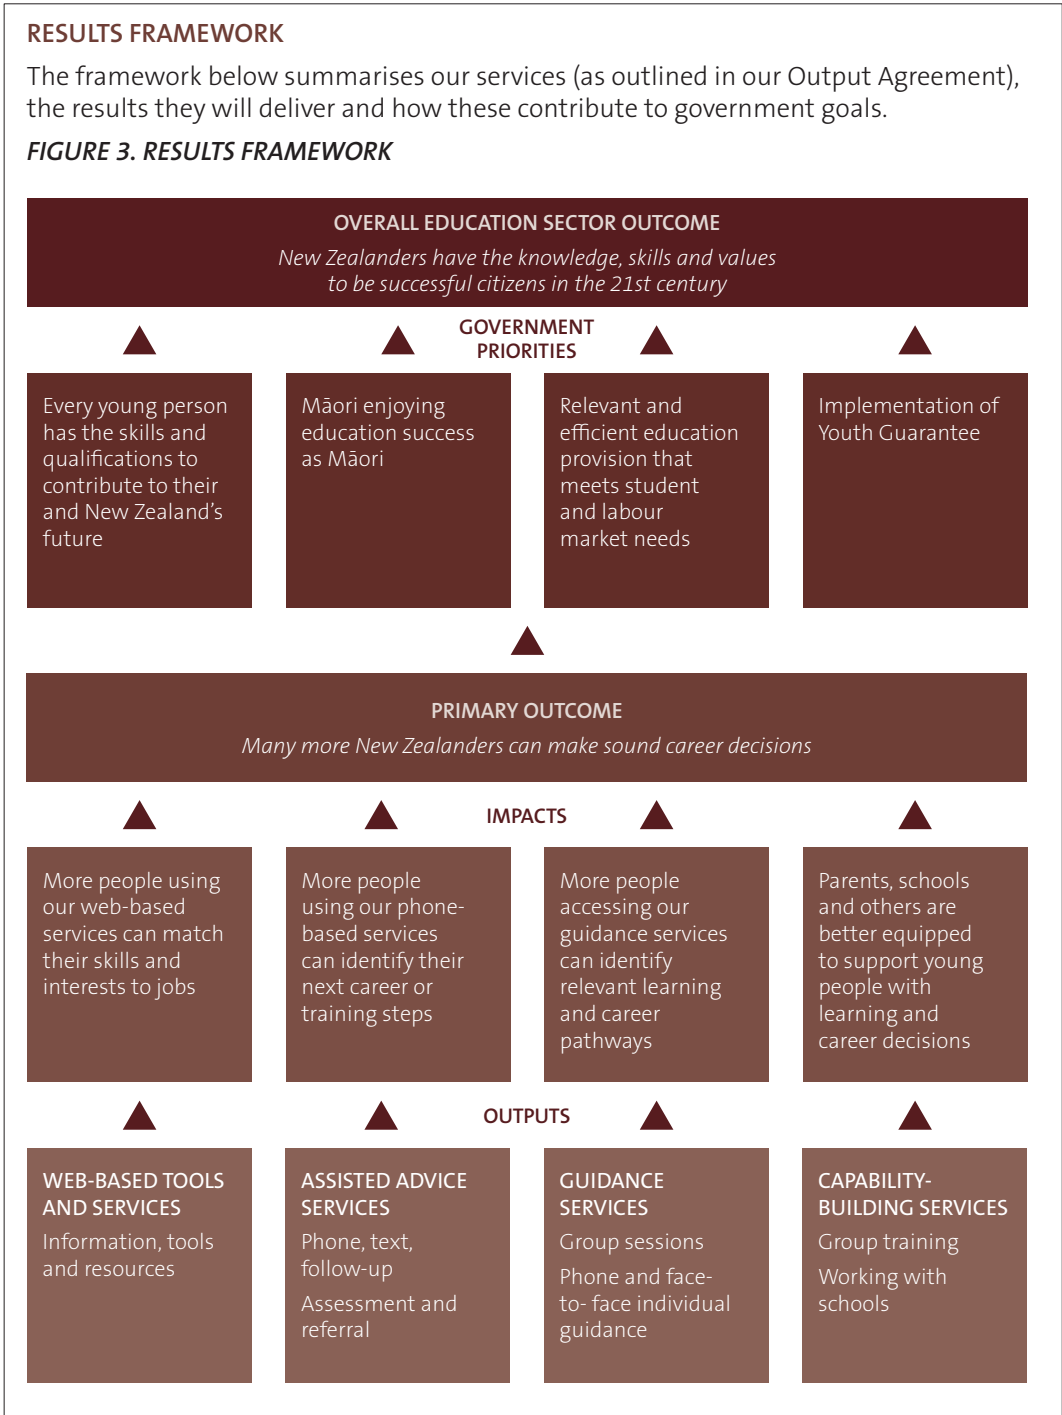 RESULTS FRAMEWORK
The framework below summarises our services (as outlined in our Output Agreement),
the results they will deliver and how these contribute to government goals.
FIGURE 3. RESULTS FRAMEWORK
OVERALL EDUCATION SECTOR OUTCOME
New Zealanders have the knowledge, skills and values
to be successful citizens in the 21st century
GOVERNMENT
PRIORITIES
Every young person
has the skills and
qualifications to
contribute to their
and New Zealand's
future
Māori enjoying
education success
as Māori
Relevant and
efficient education
provision that
meets student
and labour
market needs
Implementation of
Youth Guarantee
PRIMARY OUTCOME
Many more New Zealanders can make sound career decisions
IMPACTS
More people using
our web-based
services can match
their skills and
interests to jobs
More people
using our phone-
based services
can identify their
next career or
training steps
More people
accessing our
guidance services
can identify
relevant learning
and career
pathways
Parents, schools
and others are
better equipped
to support young
people with
learning and
career decisions
OUTPUTS
WEB-BASED TOOLS
AND SERVICES
Information, tools
and resources
ASSISTED ADVICE
SERVICES
Phone, text,
follow-up
Assessment and
referral
GUIDANCE
SERVICES
Group sessions
Phone and face-
to- face individual
guidance
CAPABILITY-
BUILDING SERVICES
Group training
Working with
schools